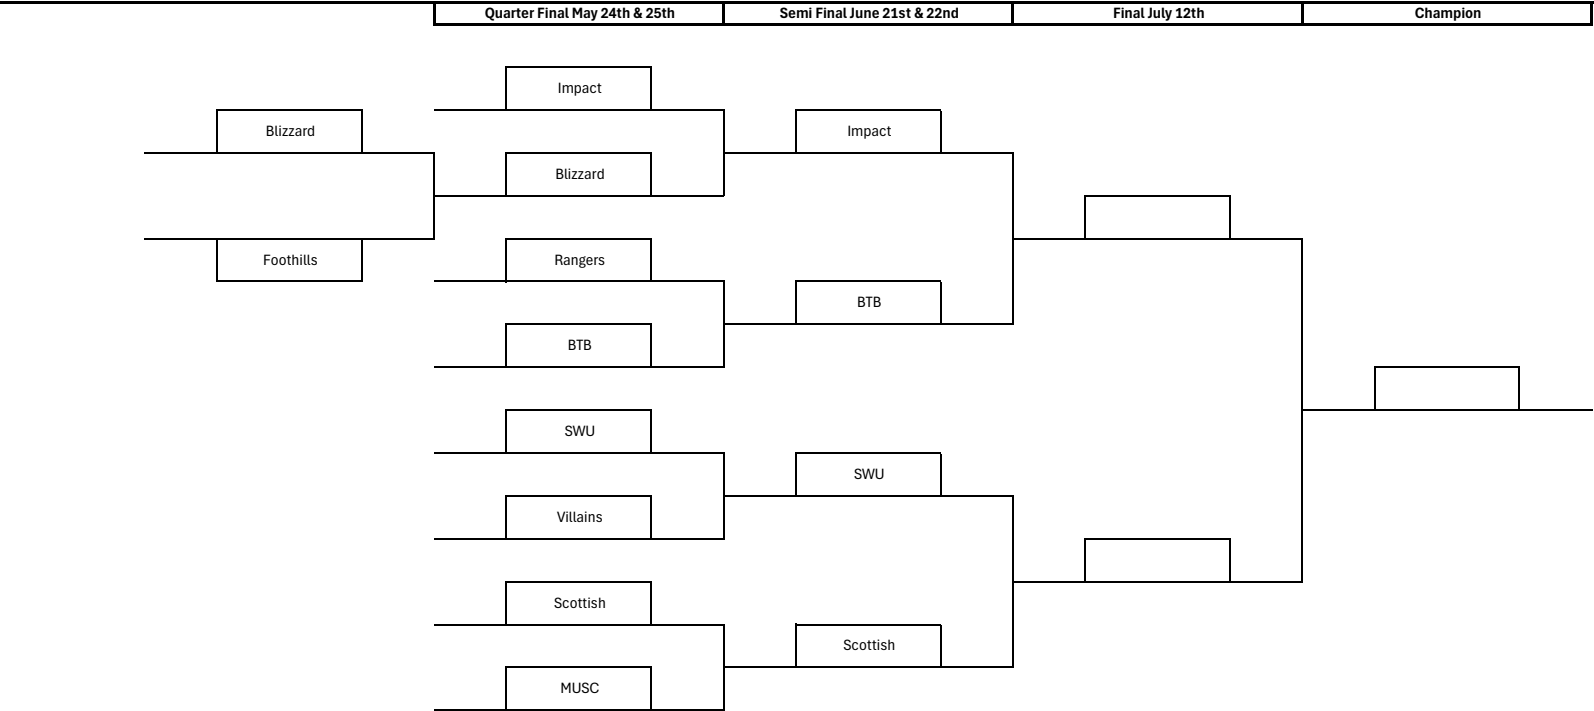 Quarter Final May 24th & 25th
Semi Final June 21st & 22nd
Final July 12th
Champion
Impact
Blizzard
Impact
Blizzard
Foothills
Rangers
BTB
BTB
SWU
SWU
Villains
Scottish
Scottish
MUSC